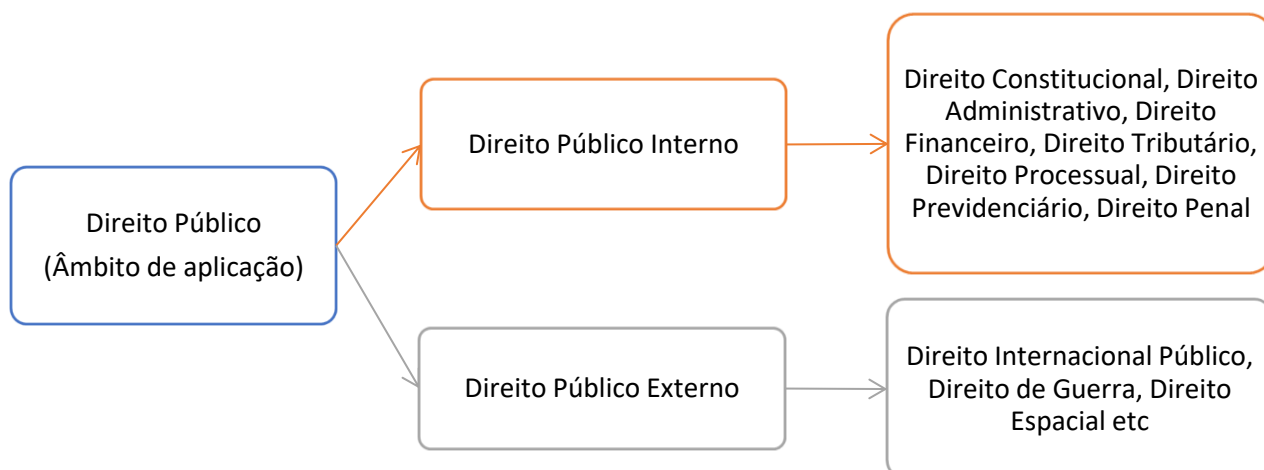 Direito Público
(Âmbito de aplicação)
Direito Público Interno
Direito Constitucional, Direito
Administrativo, Direito
Financeiro, Direito Tributário,
Direito Processual, Direito
Previdenciário, Direito Penal
Direito Público Externo
Direito Internacional Público,
Direito de Guerra, Direito
Espacial etc